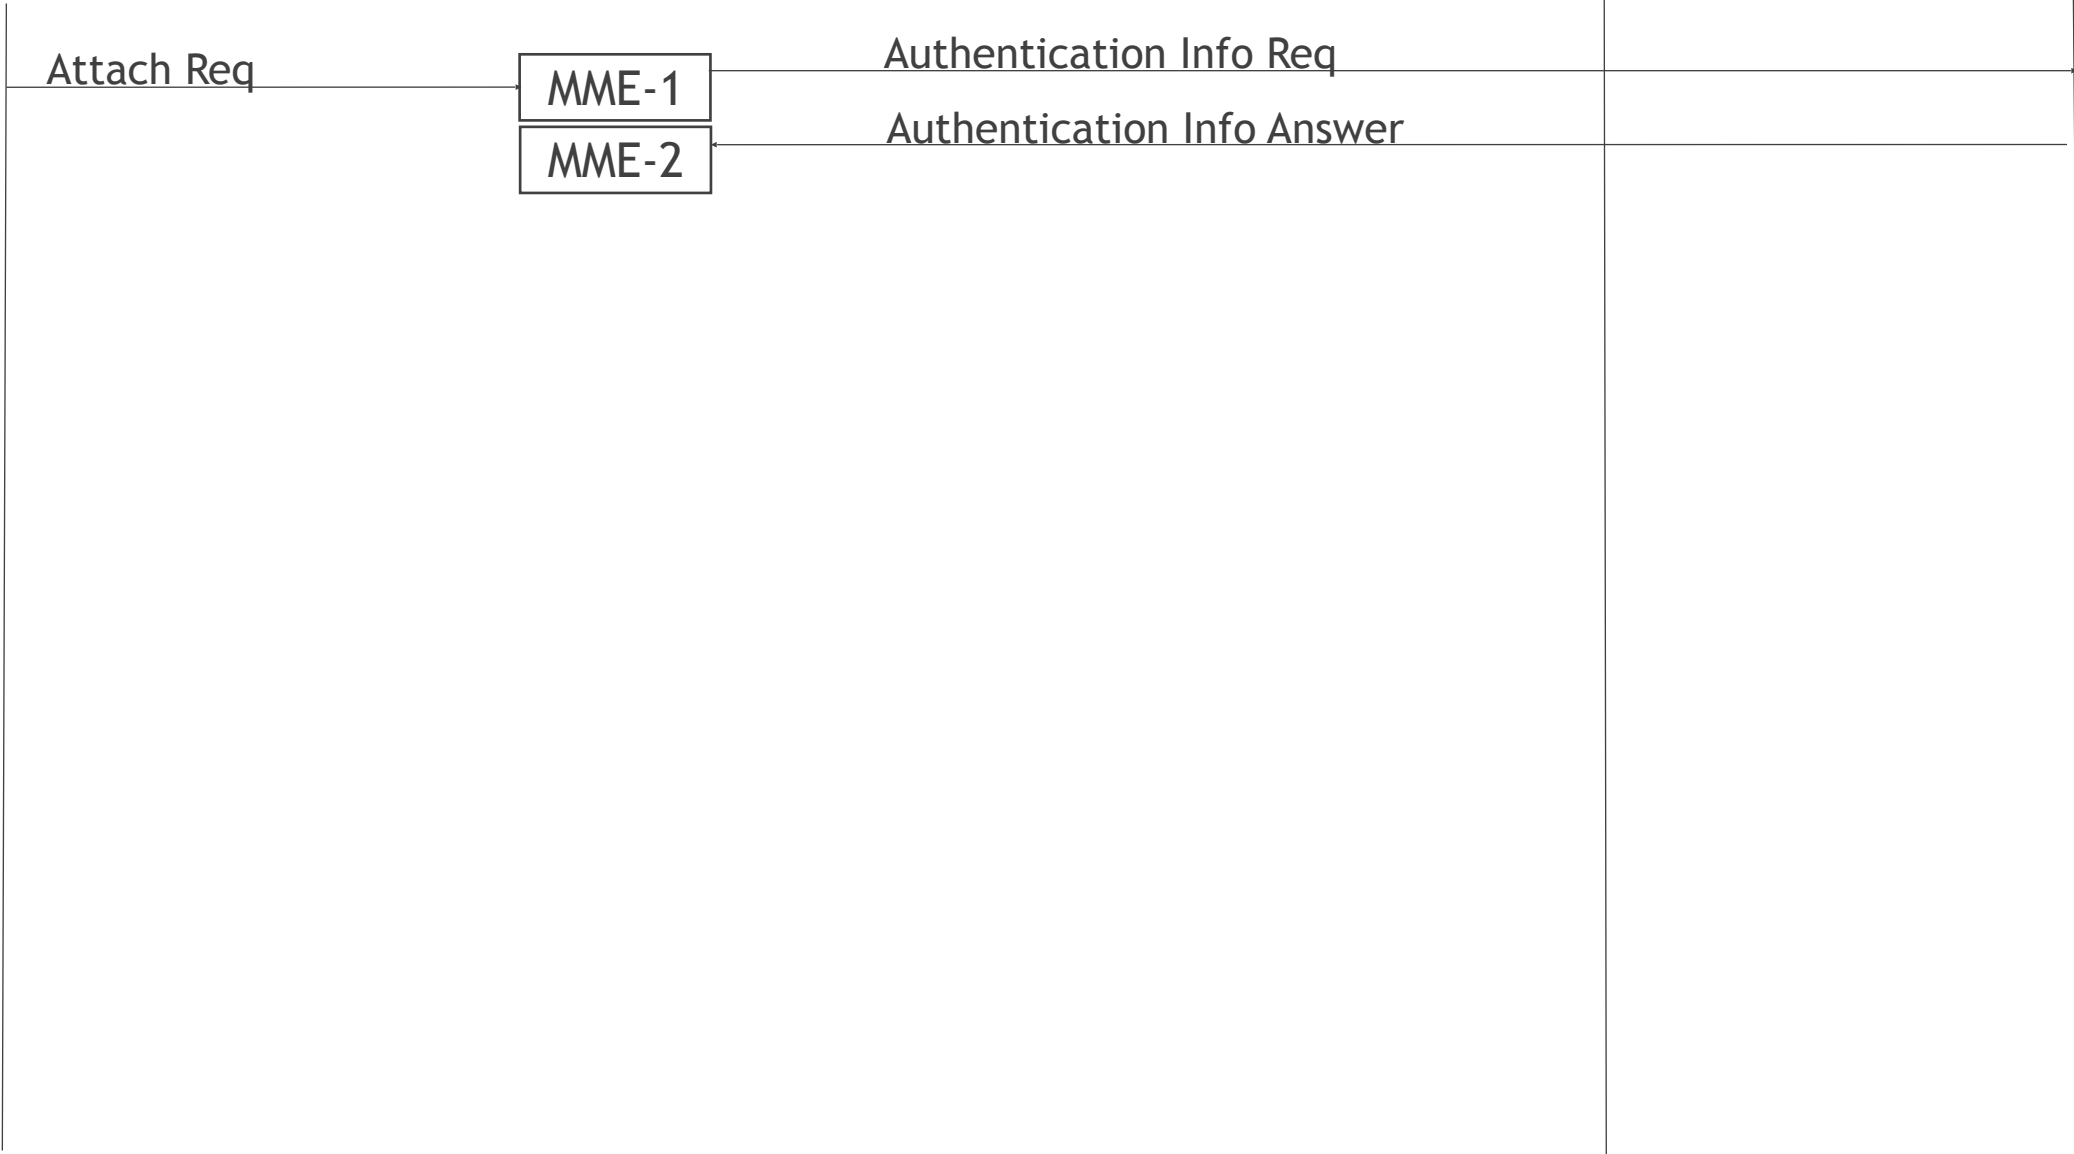 Attach Req
Authentication Info Req
MME-1
Authentication Info Answer
MME-2